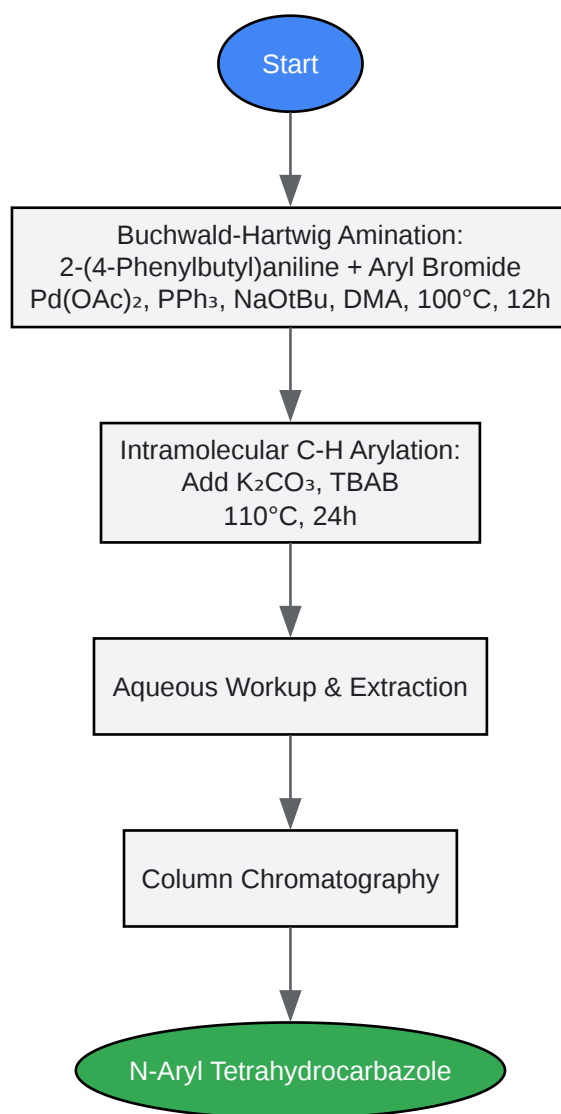 Start
Buchwald-Hartwig Amination:
2-(4-Phenylbutyl)aniline + Aryl Bromide
Pd(OAc)₂, PPh₃, NaOtBu, DMA, 100°C, 12h
Intramolecular C-H Arylation:
Add K₂CO₃, TBAB
110°C, 24h
Aqueous Workup & Extraction
Column Chromatography
N-Aryl Tetrahydrocarbazole